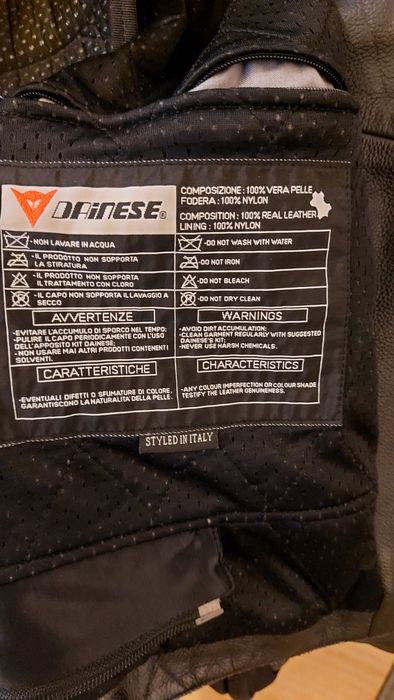 DAINESE®
COMPOSIZIONE: 100% VERA PELLE
FODERA: 100% NYLON
COMPOSITION: 100% REAL LEATHER
LINING: 100% NYLON
-NON LAVARE IN ACQUA
-IL PRODOTTO NON SOPPORTA
LA STIRATURA
-IL PRODOTTO NON SOPPORTA
IL TRATTAMENTO CON CLORO
-IL CAPO NON SOPPORTA IL LAVAGGIO A
SECCO
AVVERTENZE
-EVITARE L'ACCUMULO DI SPORCO NEL TEMPO;
-PULIRE IL CAPO PERIODICAMENTE CON L'USO
DELL'APPOSITO KIT DAINESE;
-NON USARE MAI ALTRI PRODOTTI CONTENENTI
SOLVENTI.
CARATTERISTICHE
-EVENTUALI DIFETTI O SFUMATURE DI COLORE,
GARANTISCONO LA NATURALITÀ DELLA PELLE.
-DO NOT WASH WITH WATER
-DO NOT IRON
-DO NOT BLEACH
-DO NOT DRY CLEAN
WARNINGS
-AVOID DIRT ACCUMULATION;
-CLEAN GARMENT REGULARLY WITH SUGGESTED
DAINESE'S KIT;
-NEVER USE HARSH CHEMICALS.
CHARACTERISTICS
-ANY COLOUR IMPERFECTION OR COLOUR SHADE
TESTIFY THE LEATHER GENUINENESS.
STYLED IN ITALY